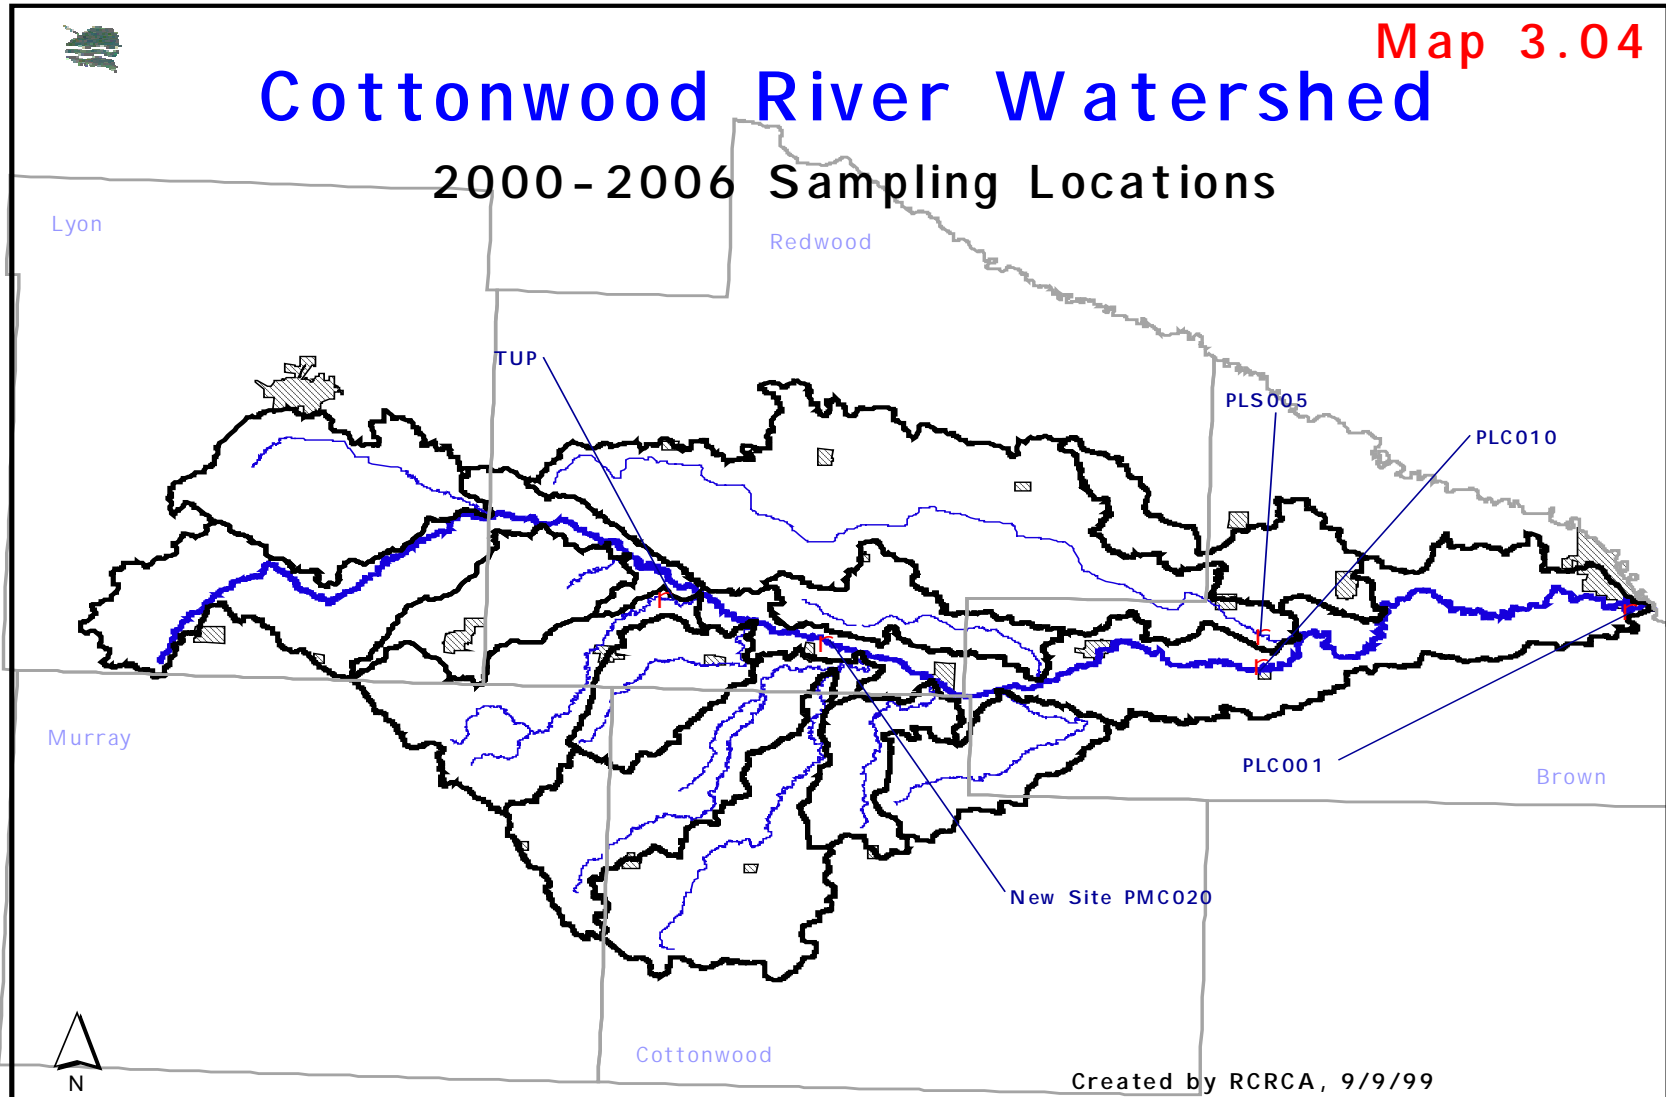 Map 3.04
Cottonwood River Watershed
2000-2006 Sampling Locations
Lyon
Redwood
TUP
PLS005
PLC010
r
r
r
r
r
Murray
PLC001
Brown
New Site PMC020
Cottonwood
N
Created by RCRCA, 9/9/99